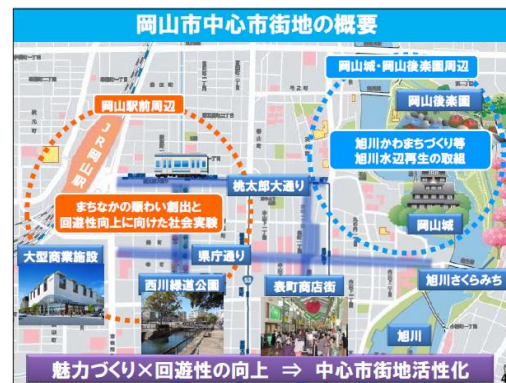 岡山市中心市街地の概要
岡山城・岡山後楽園周辺
岡山後楽園
岡山駅前周辺
JR岡山駅
旭川かわまちづくり等
旭川水辺再生の取組
桃太郎大通り
まちなかの賑わい創出と
回遊性向上に向けた社会実験
岡山城
県庁通り
大型商業施設
西川緑道公園
表町商店街
旭川さくらみち
旭川
魅力づくり×回遊性の向上 ⇒ 中心市街地活性化